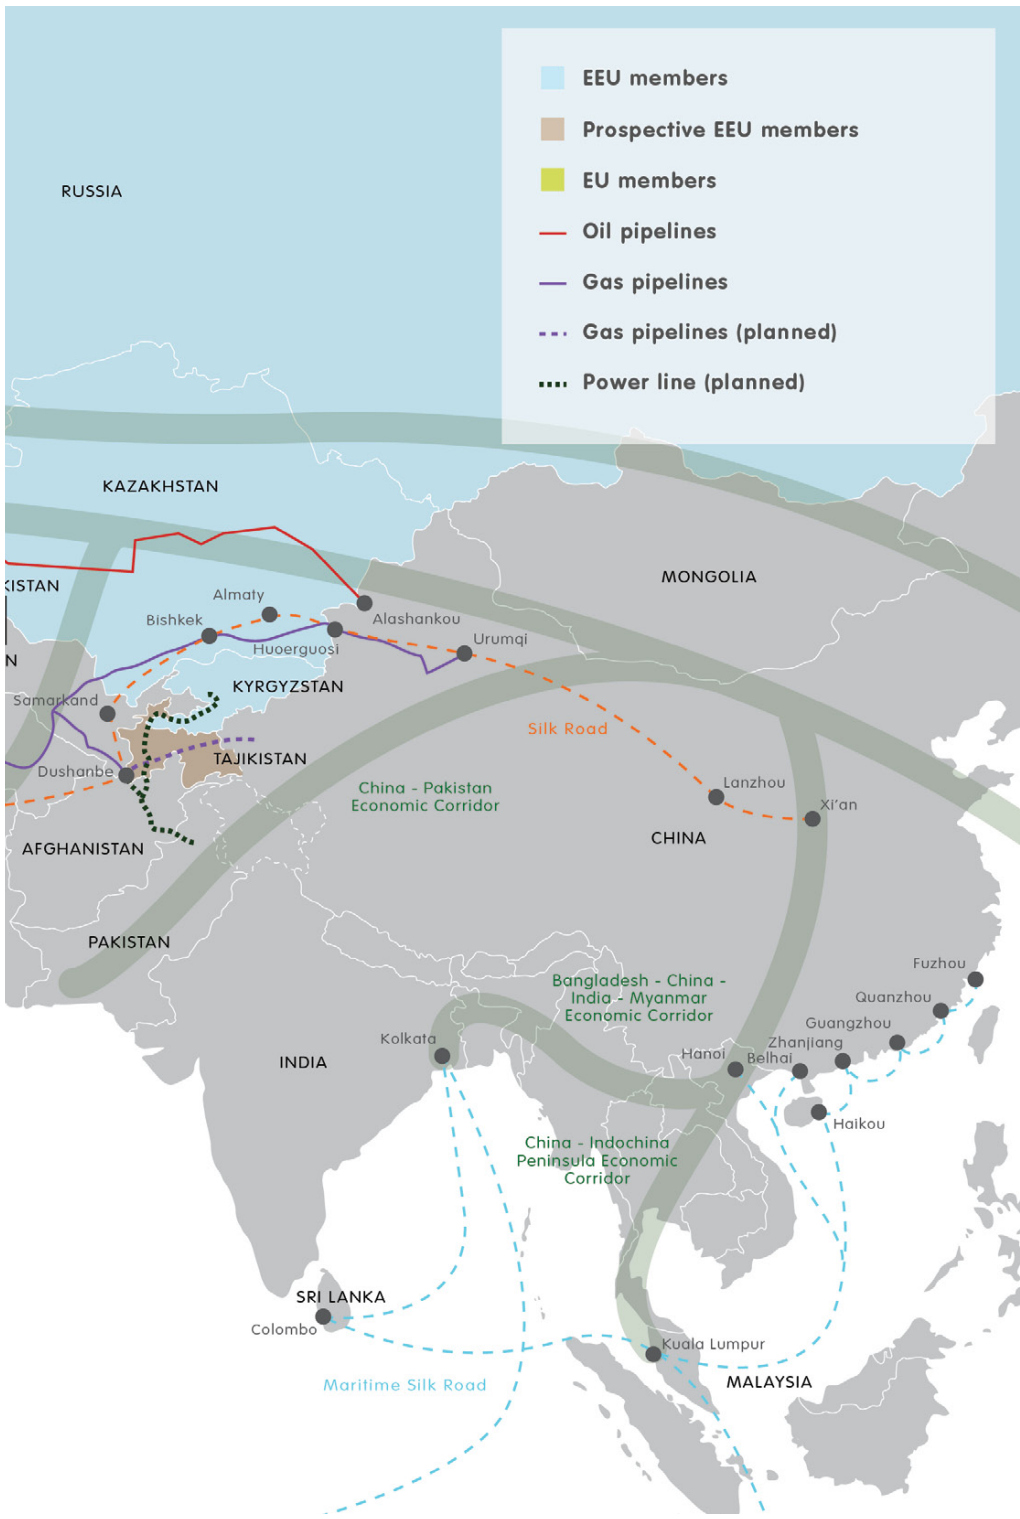 EEU members
Prospective EEU members
EU members
Oil pipelines
Gas pipelines
Gas pipelines (planned)
Power line (planned)
RUSSIA
KAZAKHSTAN
KISTAN
N
MONGOLIA
Almaty
Bishkek
Alashankou
Huoerguosi
Urumqi
KYRGYZSTAN
Samarkand
Silk Road
TAJIKISTAN
Dushanbe
China - Pakistan
Economic Corridor
Lanzhou
Xi'an
CHINA
AFGHANISTAN
PAKISTAN
Fuzhou
Bangladesh - China -
India - Myanmar
Economic Corridor
Quanzhou
Guangzhou
Zhanjiang
Kolkata
Hanoi
Belhai
INDIA
Haikou
China - Indochina
Peninsula Economic
Corridor
SRI LANKA
Colombo
Kuala Lumpur
Maritime Silk Road
MALAYSIA